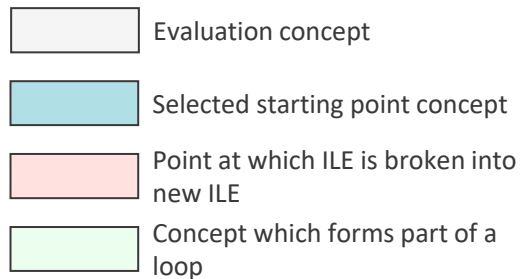 Evaluation concept
Selected starting point concept
Point at which ILE is broken into
new ILE
Concept which forms part of a
loop